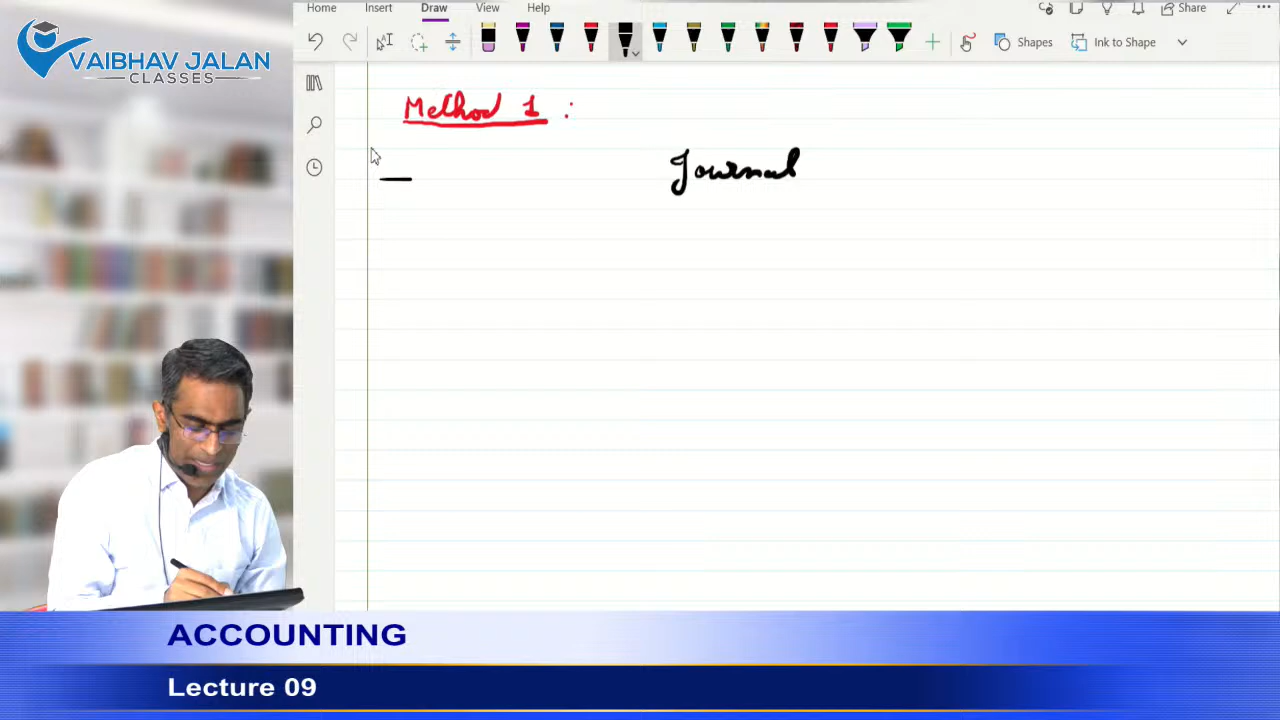 VAIBHAV JALAN
CLASSES
Home Insert Draw View Help Share
Shapes Ink to Shape
Method 1 :
Journal
ACCOUNTING
Lecture 09